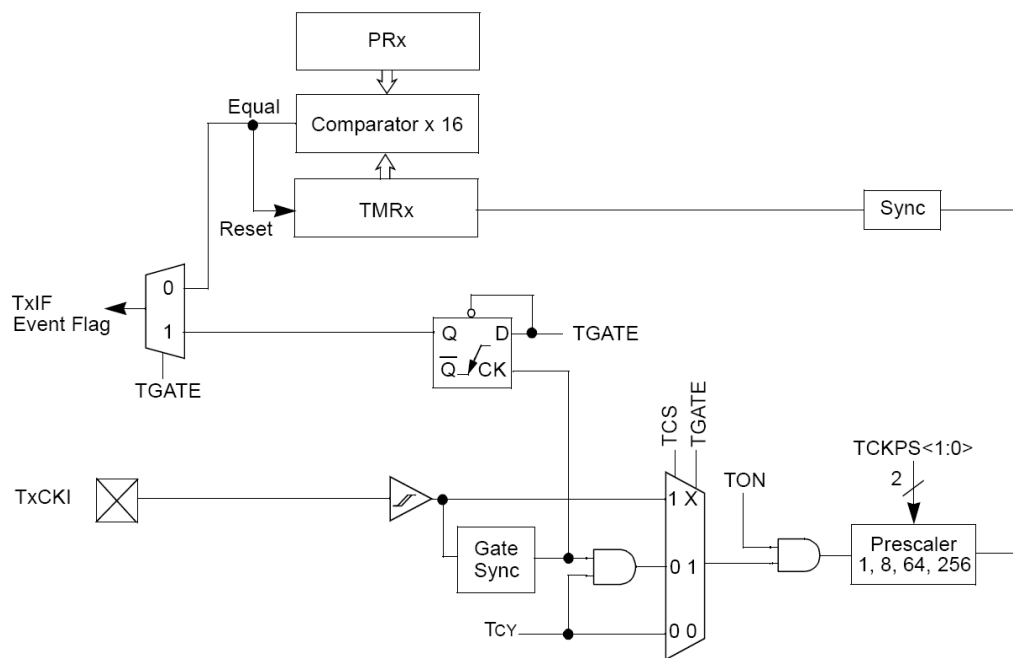 PRx
Equal
Comparator x 16
Reset
TMRx
Sync
0
TxIF
Event Flag
1
TGATE
Q D
TGATE
Q CK
TCS
TGATE
TCKPS<1:0>
2
TON
TxCKI
1 X
Gate
Sync
0 1
Prescaler
1, 8, 64, 256
TCY
0 0